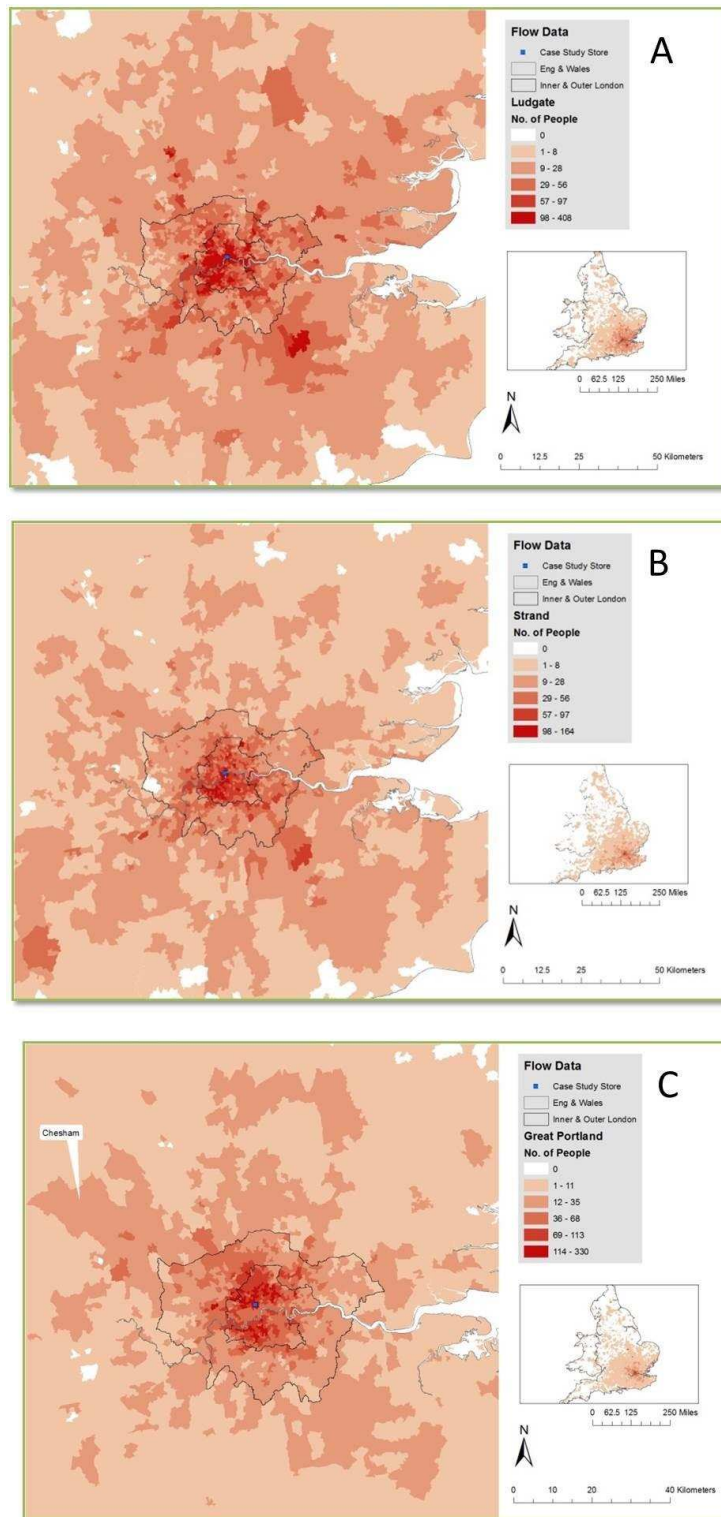 Flow Data
A
Case Study Store
Eng & Wales
Inner & Outer London
Ludgate
No. of People
0
1 - 8
9 - 28
29 - 56
57 - 97
98 - 408
0 62.5 125 250 Miles
N
0 12.5 25 50 Kilometers
Flow Data
B
Case Study Store
Eng & Wales
Inner & Outer London
Strand
No. of People
0
1 - 8
9 - 28
29 - 56
57 - 97
98 - 164
0 62.5 125 250 Miles
N
0 12.5 25 50 Kilometers
Chesham
Flow Data
C
Case Study Store
Eng & Wales
Inner & Outer London
Great Portland
No. of People
0
1 - 11
12 - 35
36 - 68
69 - 113
114 - 330
0 62.5 125 250 Miles
N
0 10 20 40 Kilometers